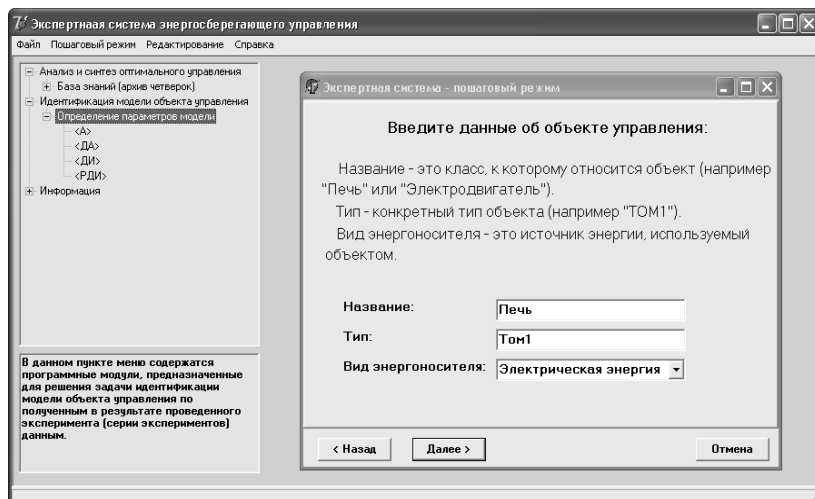 Экспертнаая система энергосберегающего управления
Файл Пошаговый режим Редактирование Справка
Анализ и синтез оптимального управления
База знаний (архив четверок)
Идентификация модели объекта управления
Определение параметров модели
<А>
<ДА>
<ДИ>
<РДИ>
Информация
В данном пункте меню содержатся
программные модули, предназначенные
для решения задачи идентификации
модели объекта управления по
полученным в результате проведенного
эксперимента (серии экспериментов)
данным.
Экспертная система - пошаговый режим
Введите данные об объекте управления:
Название - это класс, к которому относится объект (например
"Печь" или "Электродвигатель").
Тип - конкретный тип объекта (например "ТОМ1").
Вид энергоносителя - это источник энергии, используемый
объектом.
Название: Печь
Тип: Том1
Вид энергоносителя: Электрическая энергия
< Назад Далее > Отмена